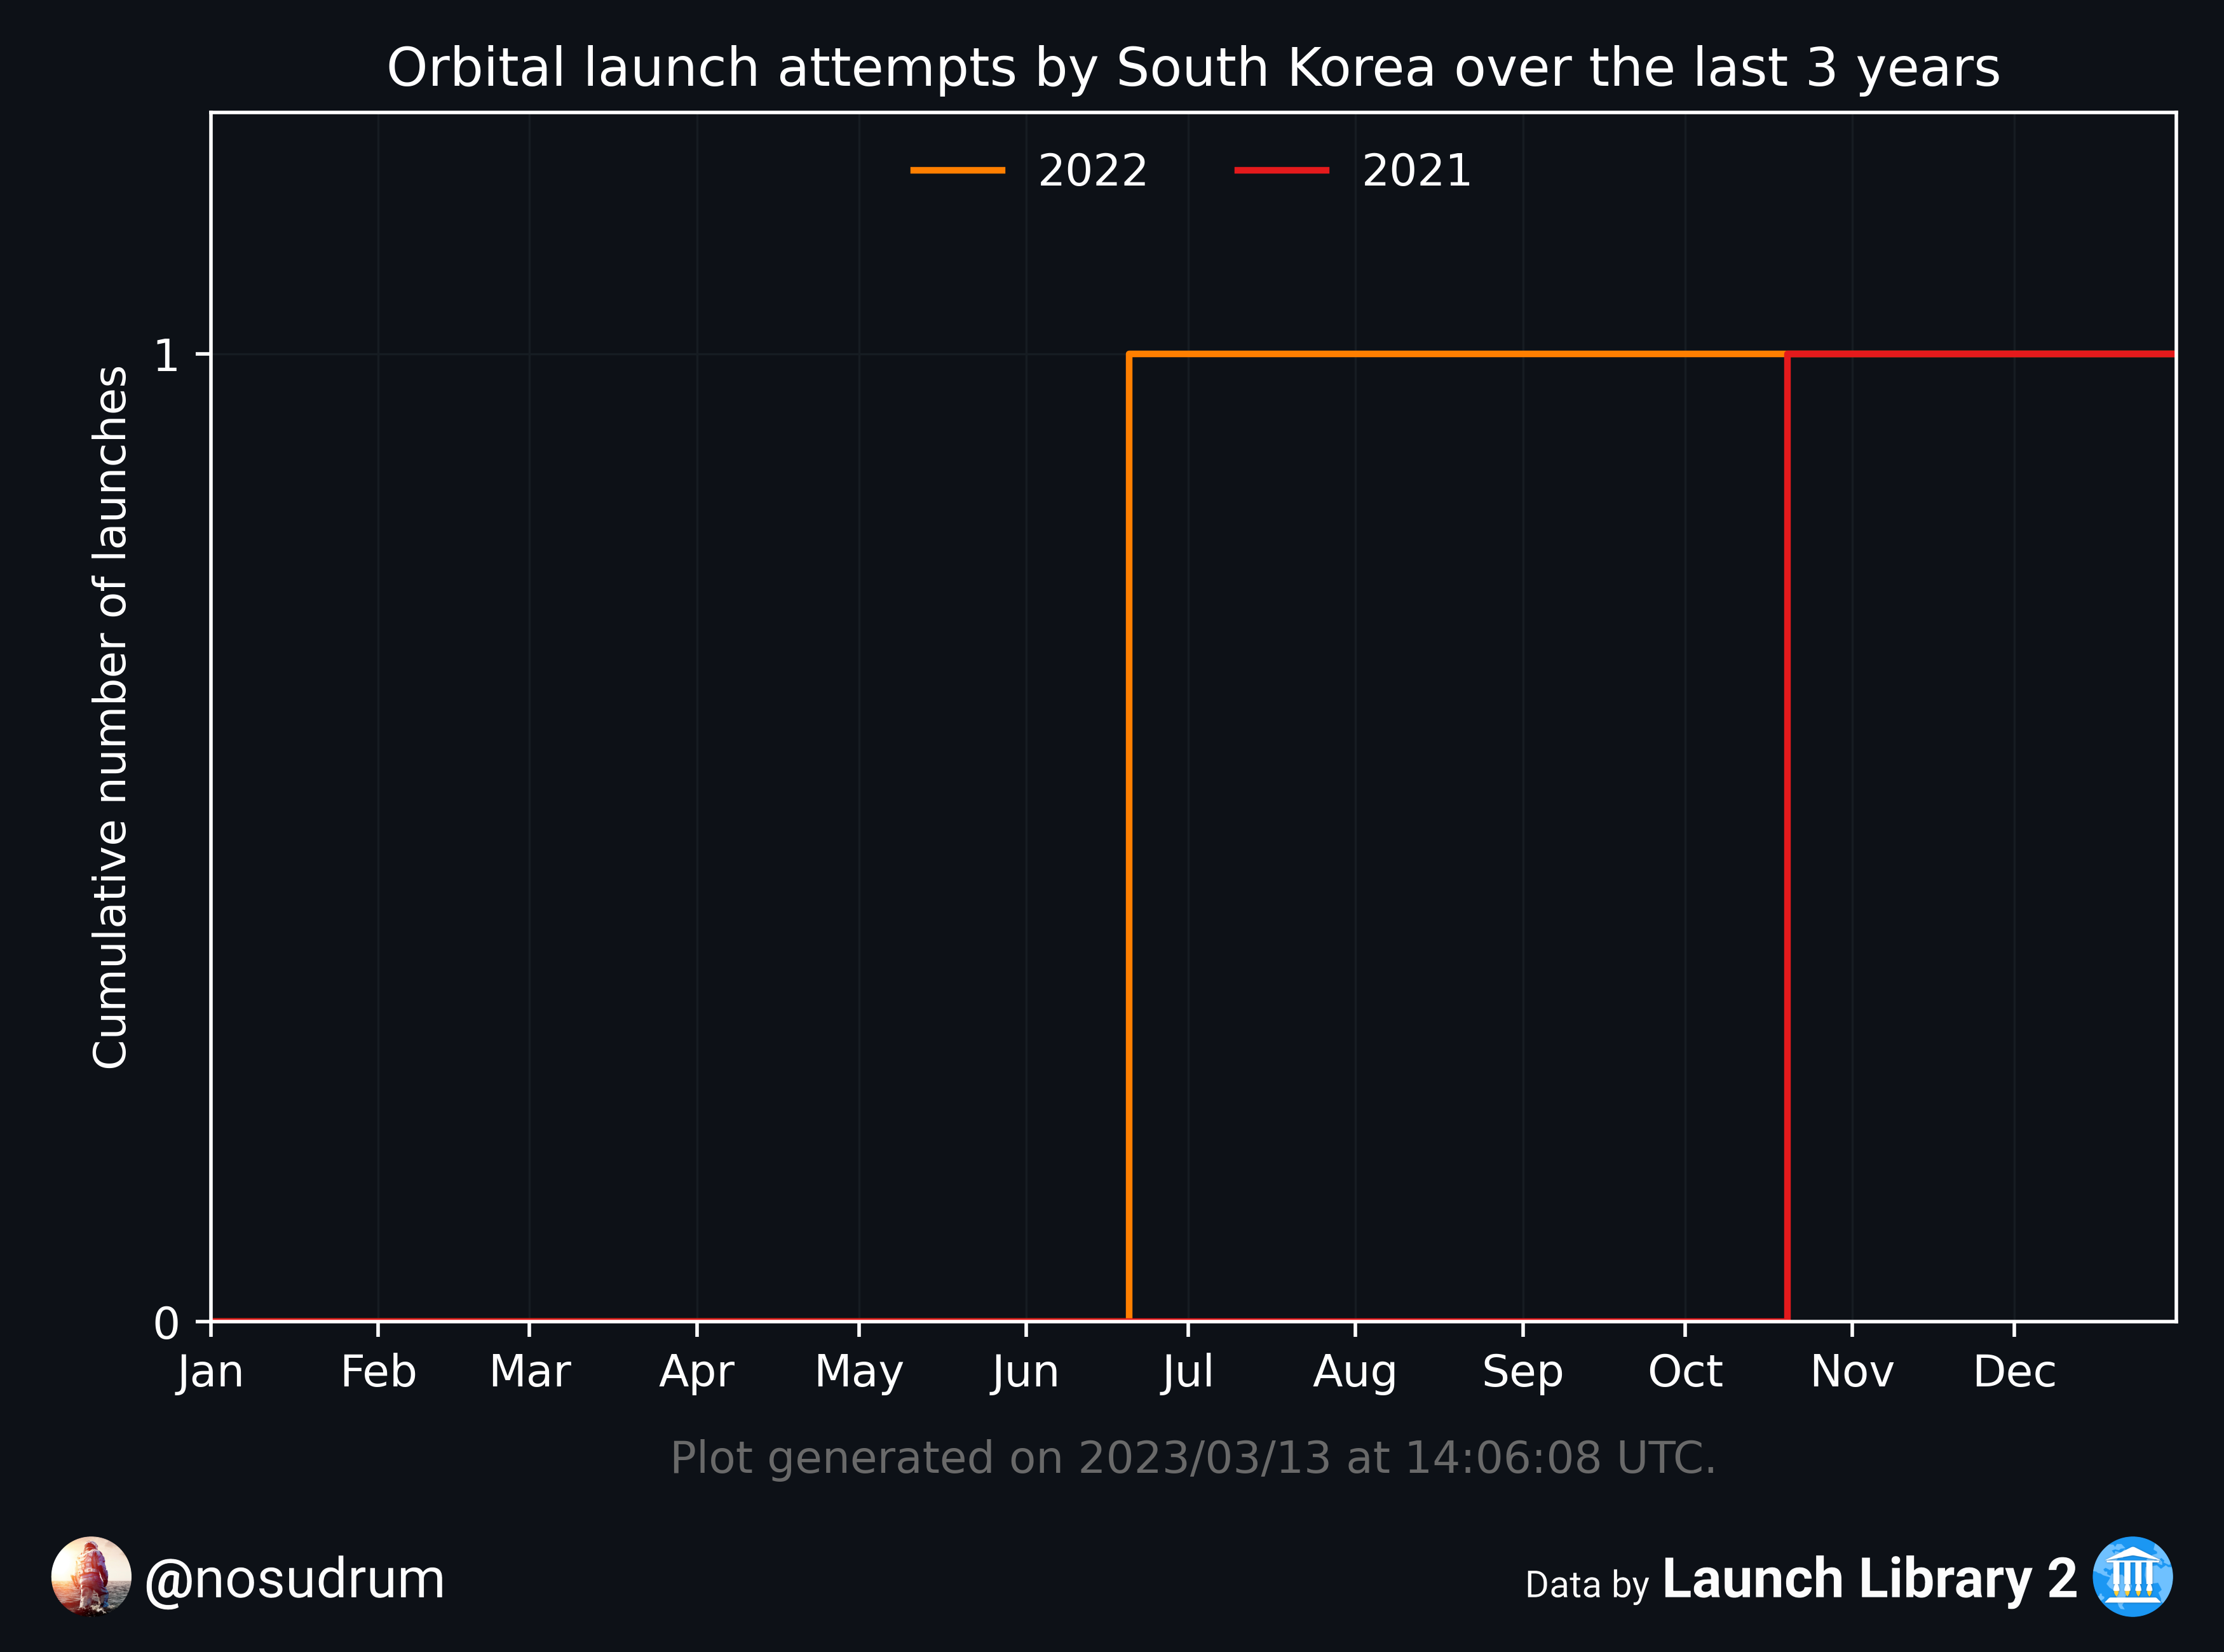 Orbital launch attempts by South Korea over the last 3 years
2022 2021
Cumulative number of launches
1
0
Jan Feb Mar Apr May Jun Jul Aug Sep Oct Nov Dec
Plot generated on 2023/03/13 at 14:06:08 UTC.
@nosudrum
Data by Launch Library 2